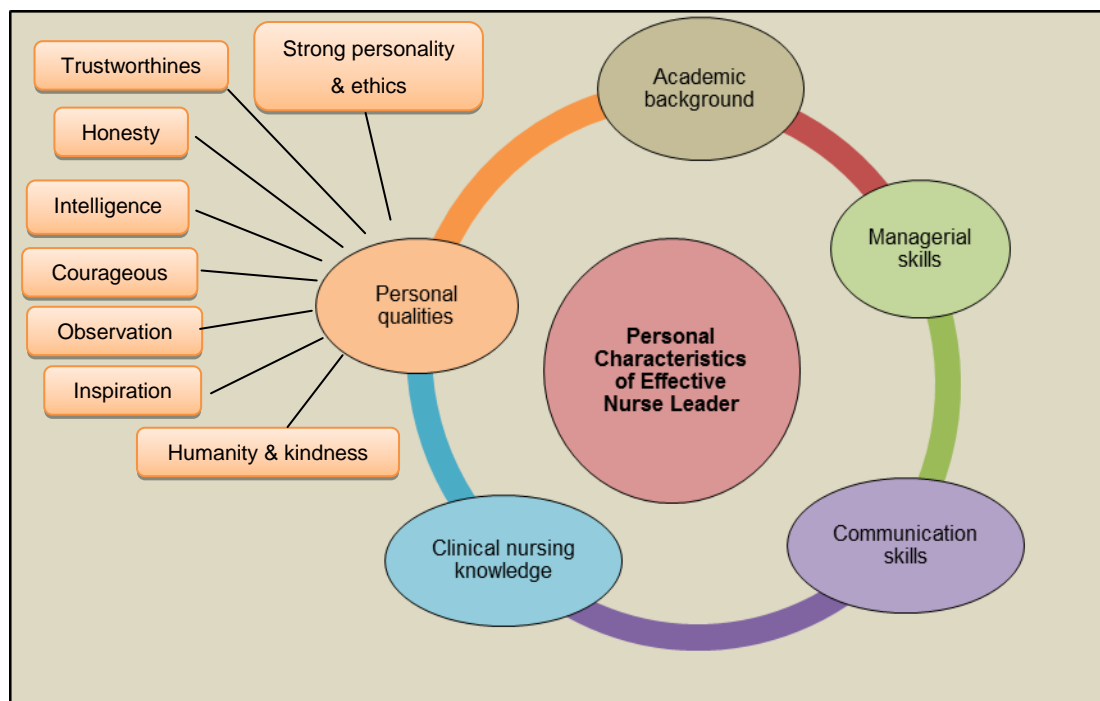 Strong personality
& ethics
Trustworthines
Honesty
Intelligence
Courageous
Observation
Inspiration
Humanity & kindness
Personal
qualities
Academic
background
Managerial
skills
Communication
skills
Clinical nursing
knowledge
Personal
Characteristics
of Effective
Nurse Leader